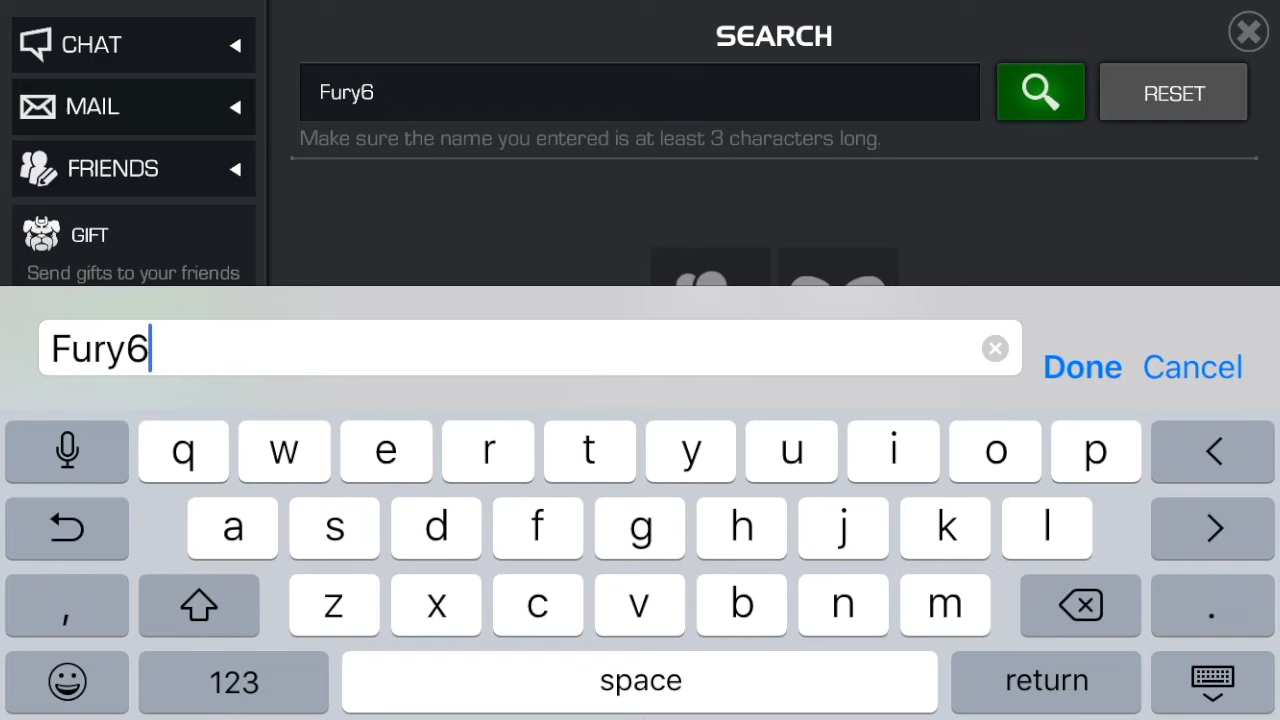 CHAT
MAIL
FRIENDS
GIFT
Send gifts to your friends
SEARCH
Fury6
RESET
Make sure the name you entered is at least 3 characters long.
Fury6
Done Cancel
q w e r t y u i o p <
a s d f g h j k l >
, z x c v b n m .
123 space return